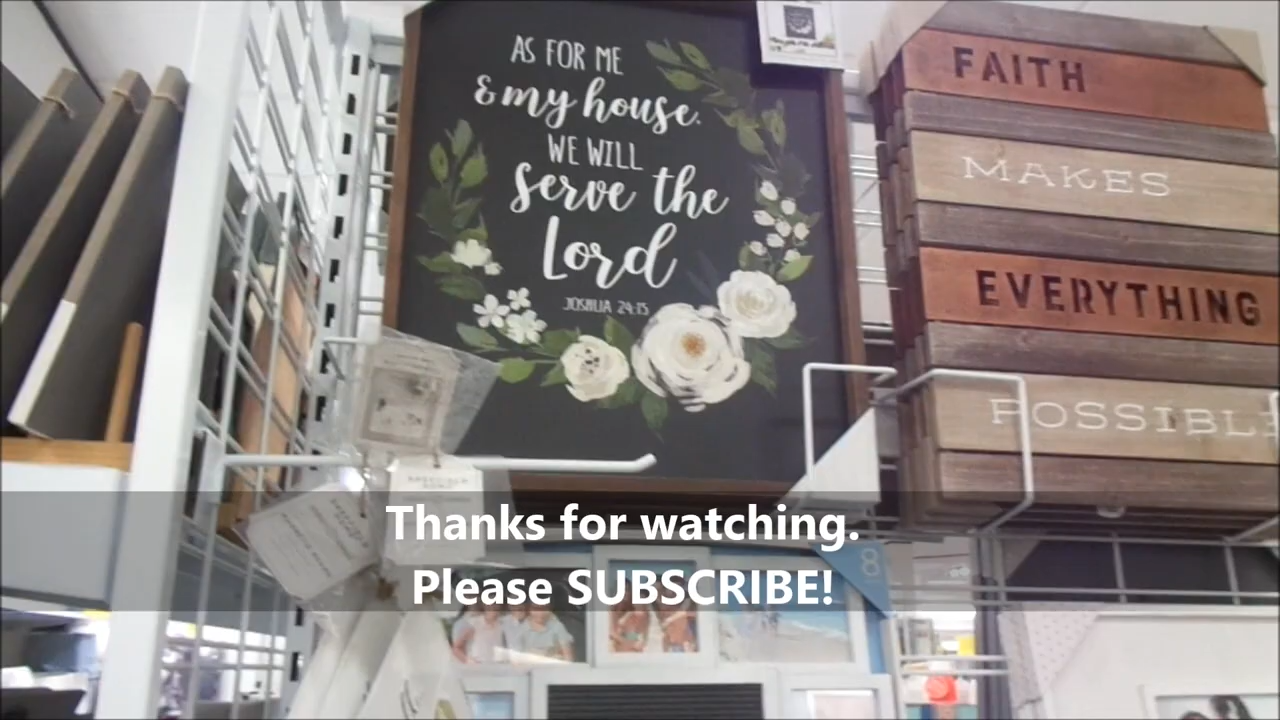 AS FOR ME
& my house.
WE WILL
Serve the
Lord
JOSHUA 24:15
FAITH
MAKES
EVERYTHING
POSSIBLE
8
Thanks for watching.
Please SUBSCRIBE!